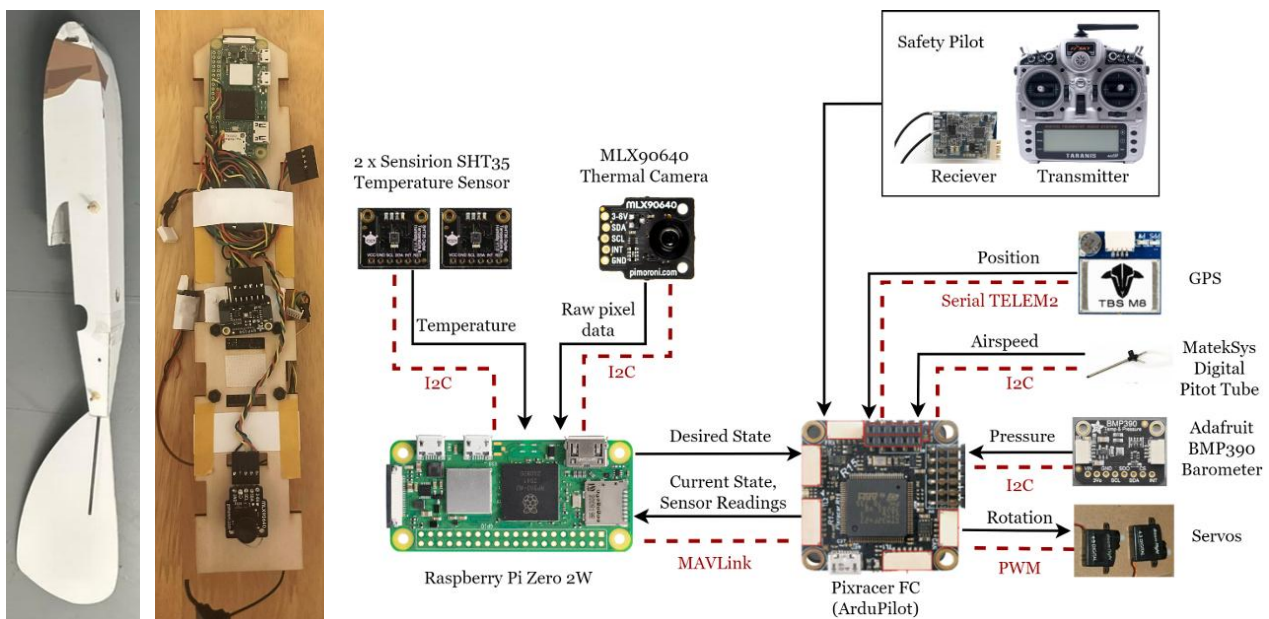 Safety Pilot
Reciever
Transmitter
TARANIS
2 x Sensirion SHT35
Temperature Sensor
MLX90640
Thermal Camera
MLX90640
3-6V
SDA
SCL
INT
GND
pimoroni.com
Position
Serial TELEM2
TBS M8
GPS
Temperature
Raw pixel
data
I2C
I2C
Airspeed
I2C
MatekSys
Digital
Pitot Tube
Desired State
Current State,
Sensor Readings
MAVLink
Pressure
I2C
BMP390
Temp & Pressure
Adafruit
BMP390
Barometer
Rotation
PWM
Servos
Raspberry Pi Zero 2W
Pixracer FC
(ArduPilot)